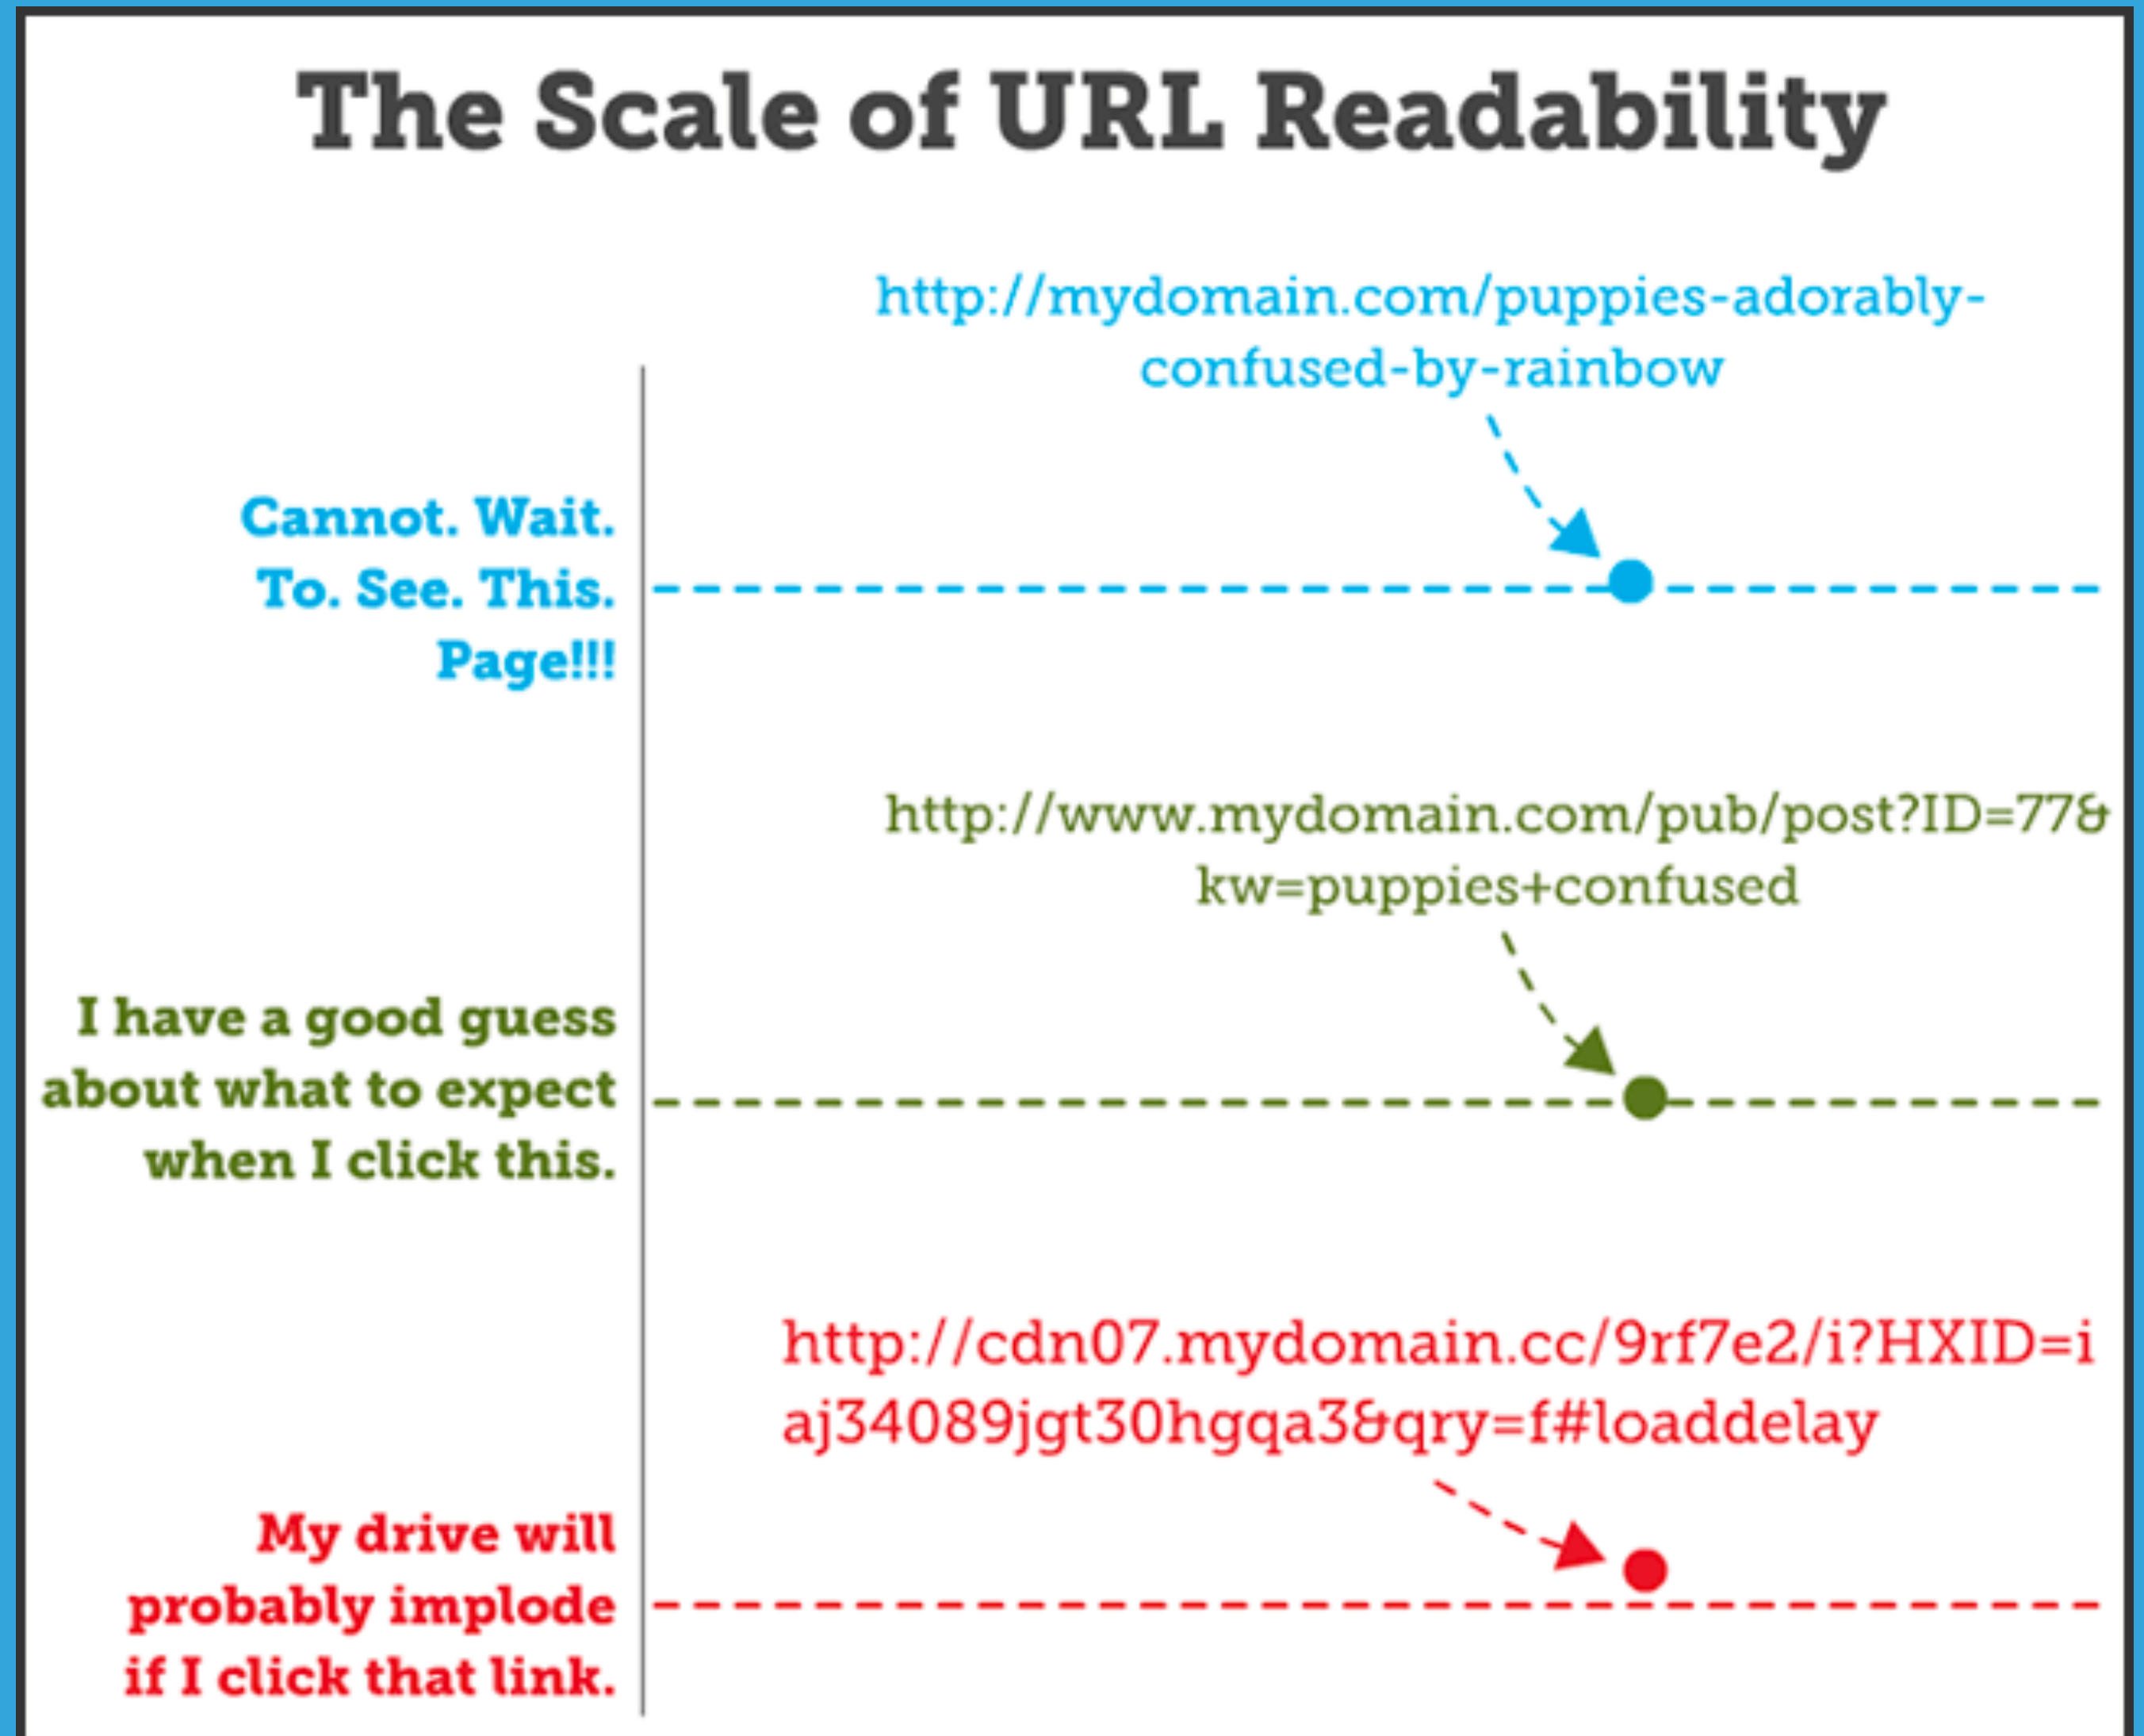 The Scale of URL Readability
http://mydomain.com/puppies-adorably-
confused-by-rainbow
Cannot. Wait.
To. See. This.
Page!!!
http://www.mydomain.com/pub/post?ID=77&
kw=puppies+confused
I have a good guess
about what to expect
when I click this.
http://cdn07.mydomain.cc/9rf7e2/i?HXID=i
aj34089jgt30hgqa3&qry=f#loaddelay
My drive will
probably implode
if I click that link.